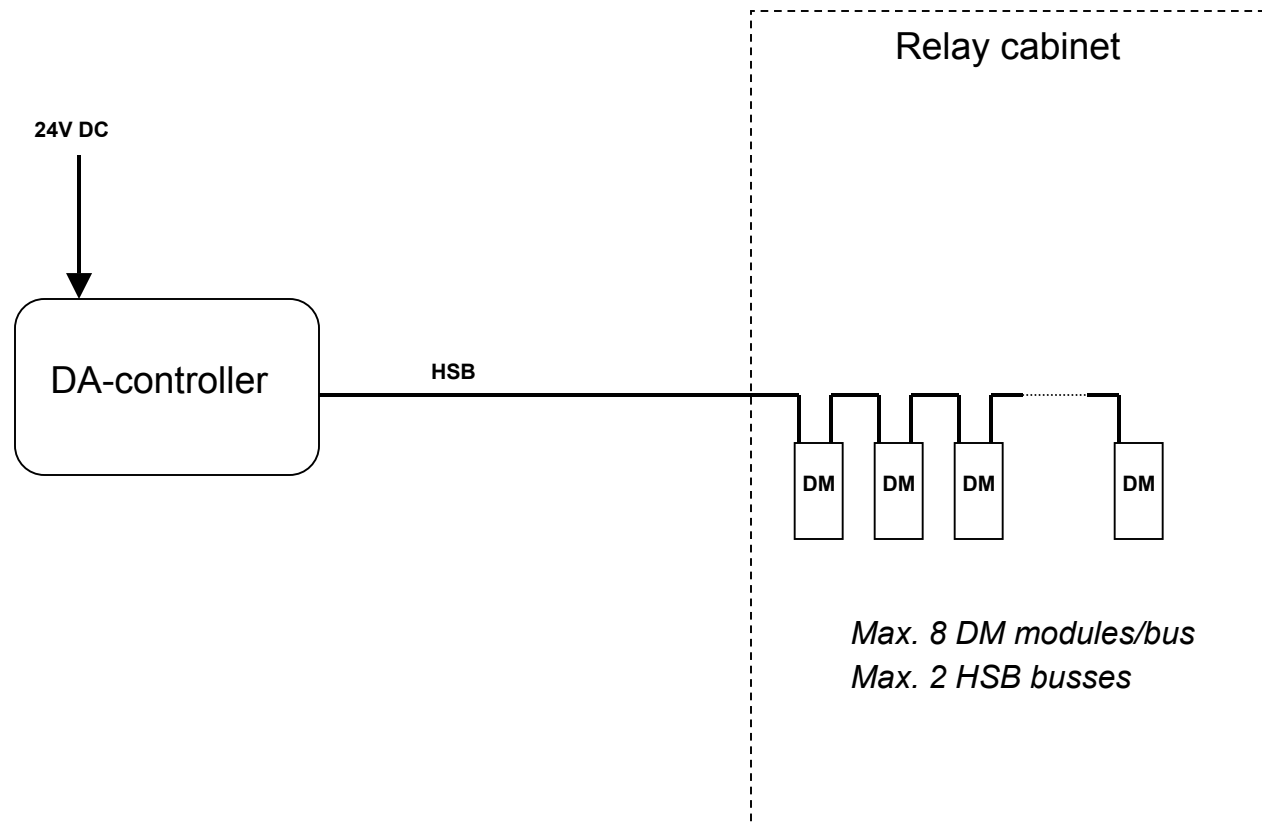 Relay cabinet
24V DC
DA-controller
HSB
DM DM DM DM
Max. 8 DM modules/bus
Max. 2 HSB busses